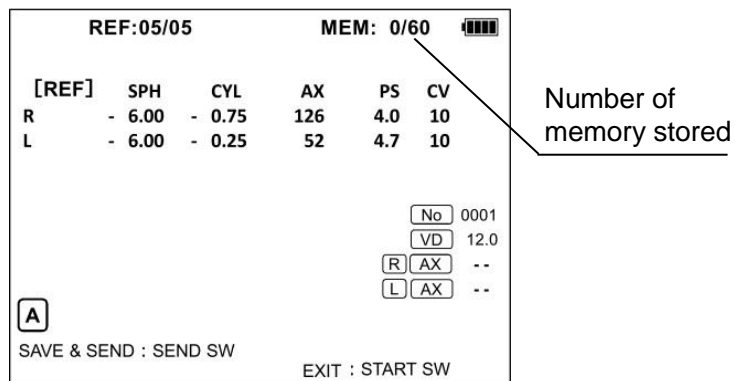 REF:05/05 MEM: 0/60
[REF] SPH CYL AX PS CV
R - 6.00 - 0.75 126 4.0 10
L - 6.00 - 0.25 52 4.7 10
Number of
memory stored
No 0001
VD 12.0
R AX --
L AX --
A
SAVE & SEND : SEND SW
EXIT : START SW